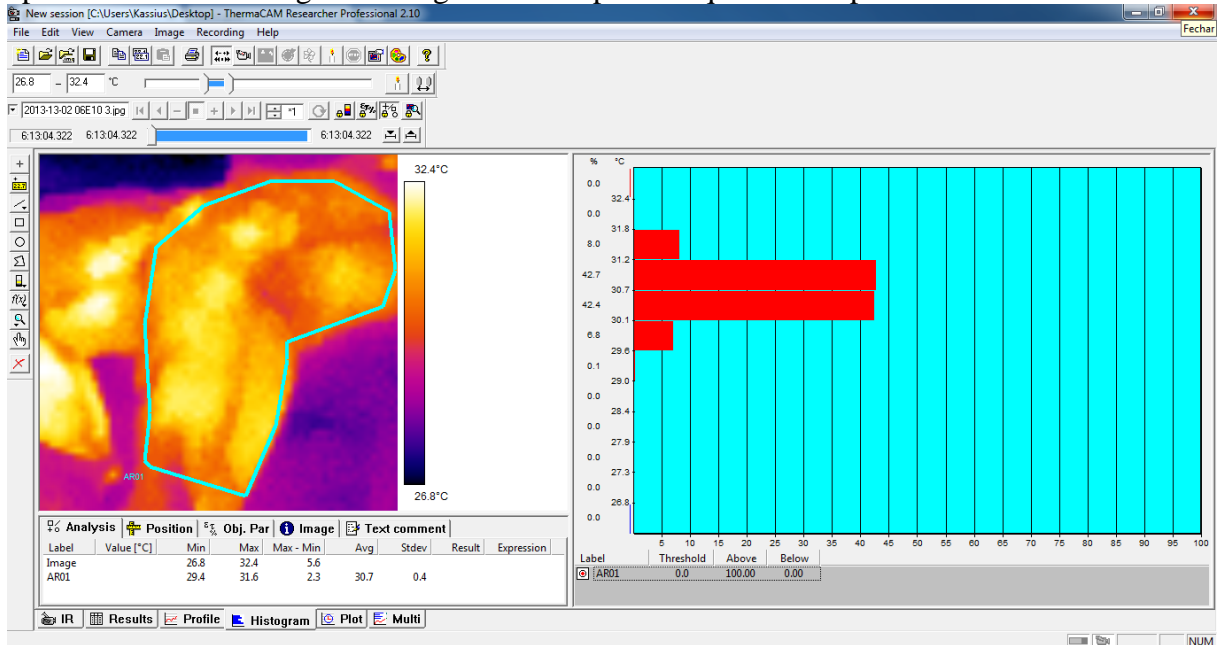 New session [C:\Users\Kassius\Desktop] - ThermaCAM Researcher Professional 2.10
Fechar
File Edit View Camera Image Recording Help
26.8 – 32.4 °C
2013-13-02 06E10 3.jpg
6:13:04.322 6:13:04.322 6:13:04.322
32.4°C
26.8°C
AR01
% °C
0.0
32.4
0.0
31.8
8.0
31.2
42.7
30.7
42.4
30.1
6.8
29.6
0.1
29.0
0.0
28.4
0.0
27.9
0.0
27.3
0.0
26.8
0.0
5 10 15 20 25 30 35 40 45 50 55 60 65 70 75 80 85 90 95 100
Analysis Position Obj. Par Image Text comment
Label Value [°C] Min Max Max - Min Avg Stdev Result Expression
Image 26.8 32.4 5.6
AR01 29.4 31.6 2.3 30.7 0.4
Label Threshold Above Below
AR01 0.0 100.00 0.00
IR Results Profile Histogram Plot Multi
NUM